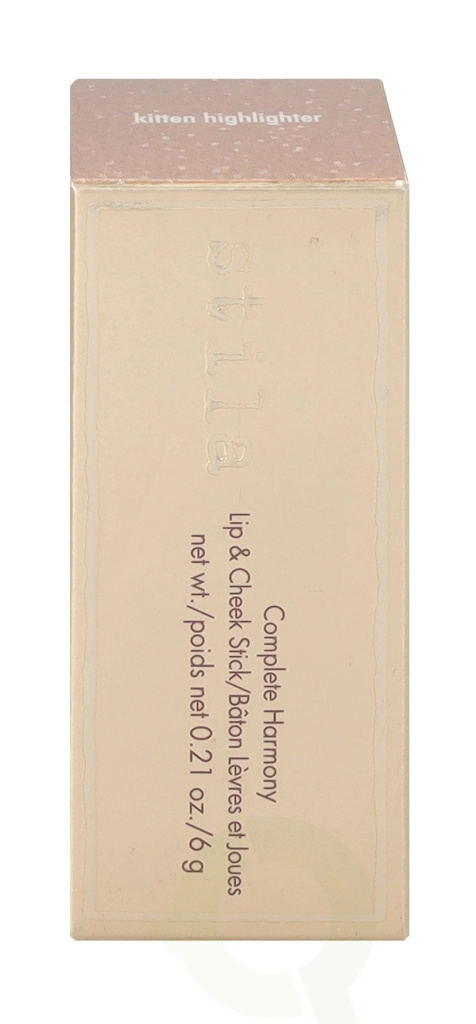 kitten highlighter
stila
Complete Harmony
Lip & Cheek Stick/Bâton Lèvres et Joues
net wt./poids net 0.21 oz./6 g